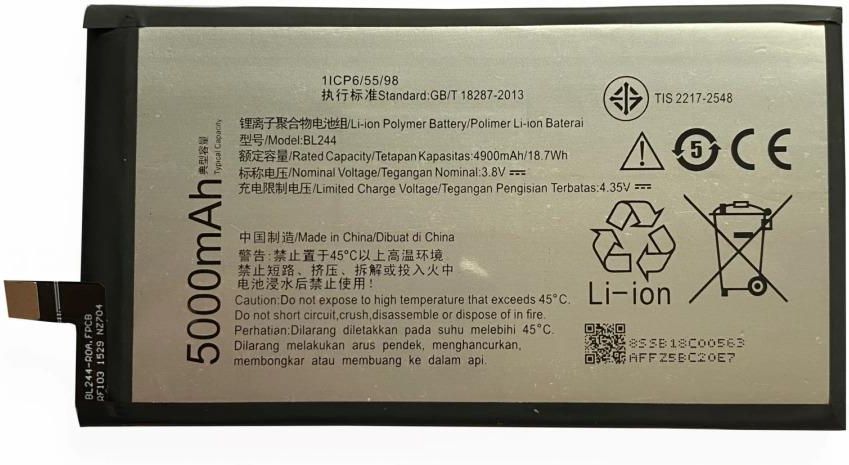 1ICP6/55/98
执行标准Standard:GB/T 18287-2013
TIS 2217-2548
锂离子聚合物电池组/Li-ion Polymer Battery/Polimer Li-ion Baterai
型号/Model:BL244
额定容量/Rated Capacity/Tetapan Kapasitas:4900mAh/18.7Wh
标称电压/Nominal Voltage/Tegangan Nominal:3.8V
充电限制电压/Limited Charge Voltage/Tegangan Pengisian Terbatas:4.35V
5
CE
5000mAh
典型容量
Typical Capacity
中国制造/Made in China/Dibuat di China
警告:禁止置于45°C以上高温环境
禁止短路、挤压、拆解或投入火中
电池浸水后禁止使用!
Caution:Do not expose to high temperature that exceeds 45°C.
Do not short circuit,crush,disassemble or dispose of in fire.
Perhatian:Dilarang diletakkan pada suhu melebihi 45°C.
Dilarang melakukan arus pendek, menghancurkan,
membongkar atau membuang ke dalam api.
Li-ion
8SSB18C00563
AFFZ5BC20E7
BL244-ROA.FPCB
RF103 1529 NZ704